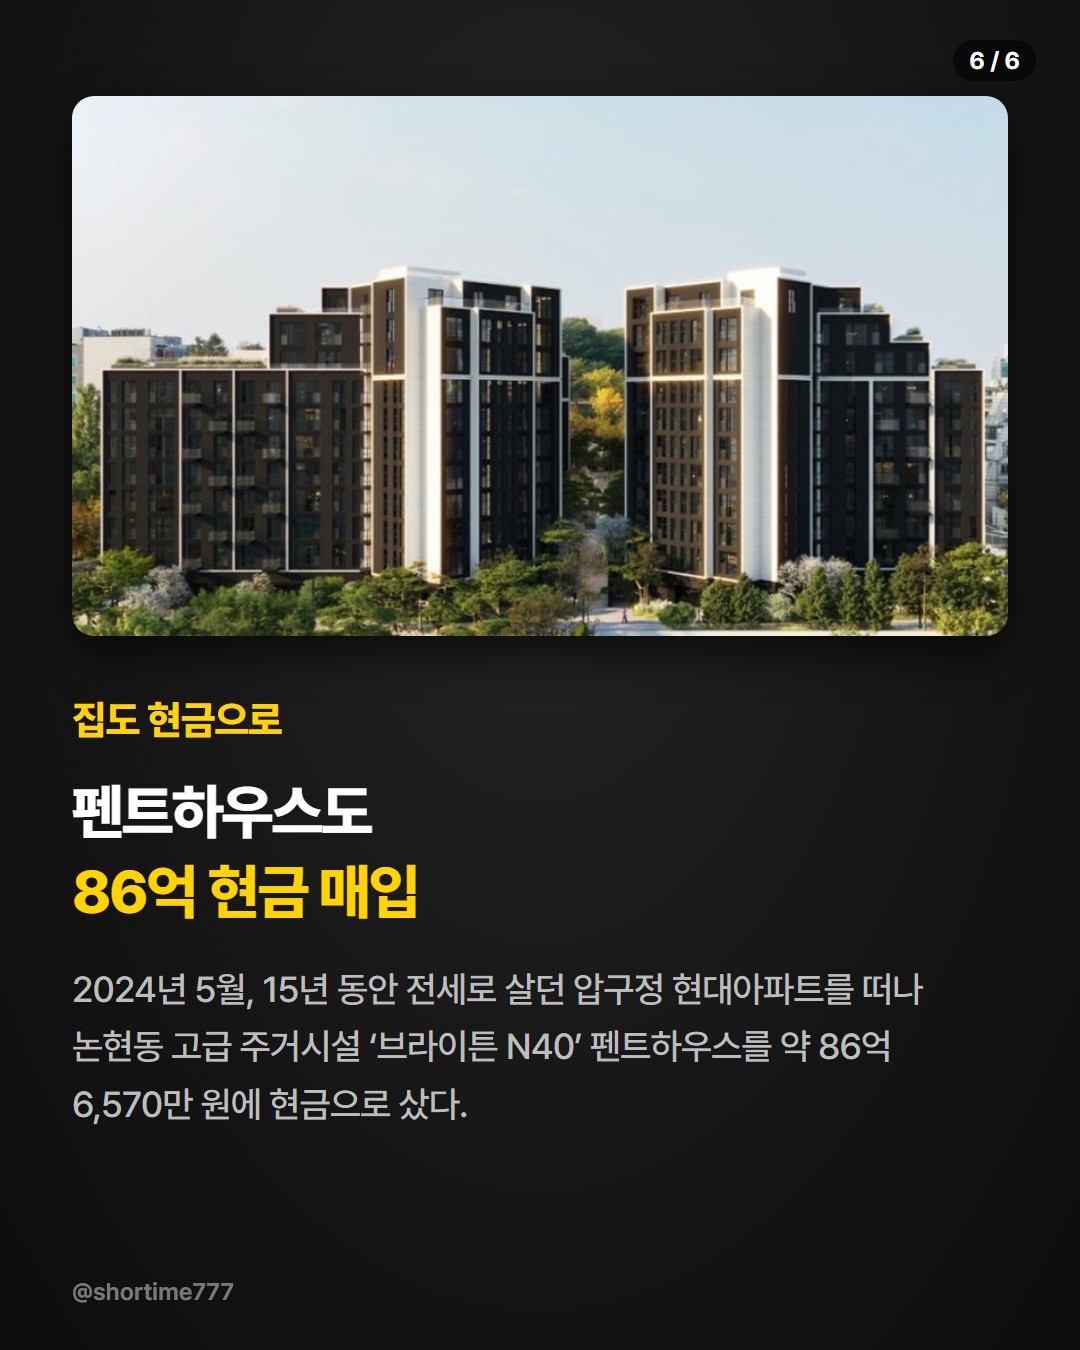 6 / 6
집도 현금으로
펜트하우스도
86억 현금 매입
2024년 5월, 15년 동안 전세로 살던 압구정 현대아파트를 떠나
논현동 고급 주거시설 ‘브라이튼 N40’ 펜트하우스를 약 86억
6,570만 원에 현금으로 샀다.
@shortime777